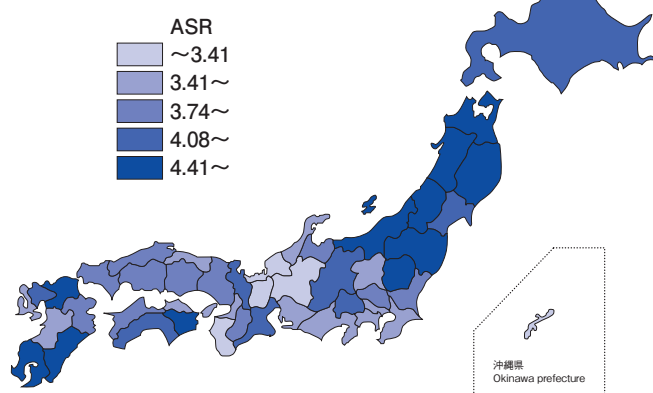 ASR
～3.41
3.41～
3.74～
4.08～
4.41～
沖縄県
Okinawa prefecture